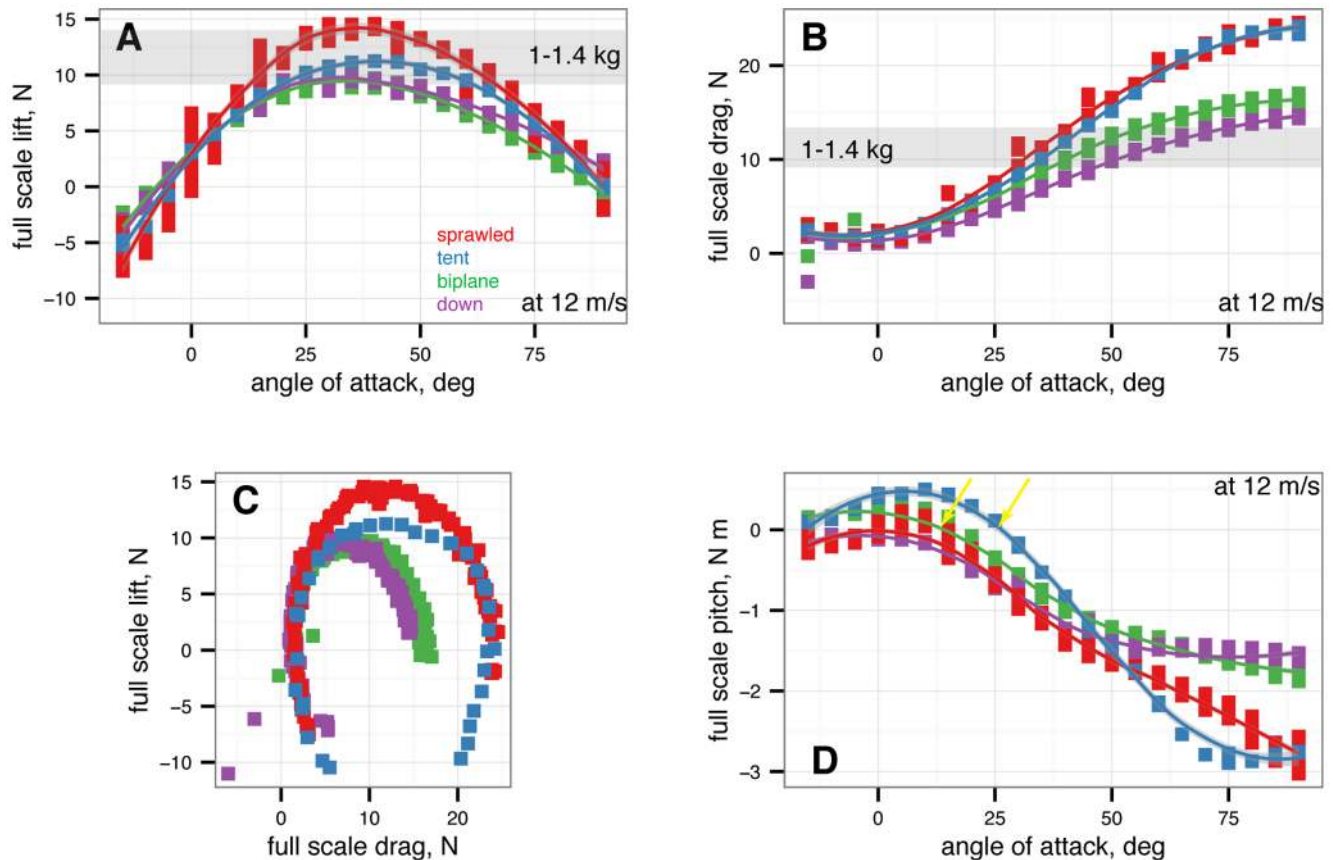 A
1-1.4 kg
sprawled
tent
biplane
down
at 12 m/s
full scale lift, N
15
10
5
0
−5
−10
0
25
50
75
angle of attack, deg
B
1-1.4 kg
at 12 m/s
full scale drag, N
20
10
0
0
25
50
75
angle of attack, deg
C
full scale lift, N
15
10
5
0
−5
−10
0
10
20
full scale drag, N
at 12 m/s
D
full scale pitch, N m
0
−1
−2
−3
0
25
50
75
angle of attack, deg